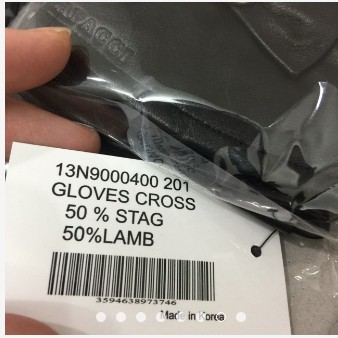 13N9000400 201
GLOVES CROSS
50 % STAG
50%LAMB
3594638973746
Made in Korea